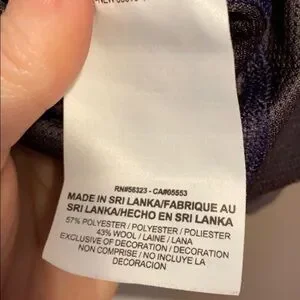 RN#56323 - CA#05553
MADE IN SRI LANKA/FABRIQUE AU
SRI LANKA/HECHO EN SRI LANKA
57% POLYESTER / POLYESTER / POLIESTER
43% WOOL / LAINE / LANA
EXCLUSIVE OF DECORATION / DECORATION
NON COMPRISE / NO INCLUYE LA
DECORACION